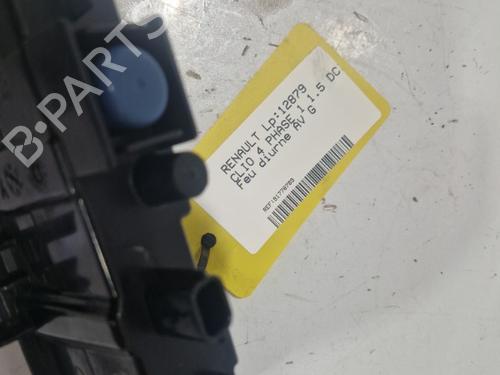 RENAULT LP:12879
CLIO 4 PHASE 1 1.5 DC
Feu diurne AV G
B-PARTS